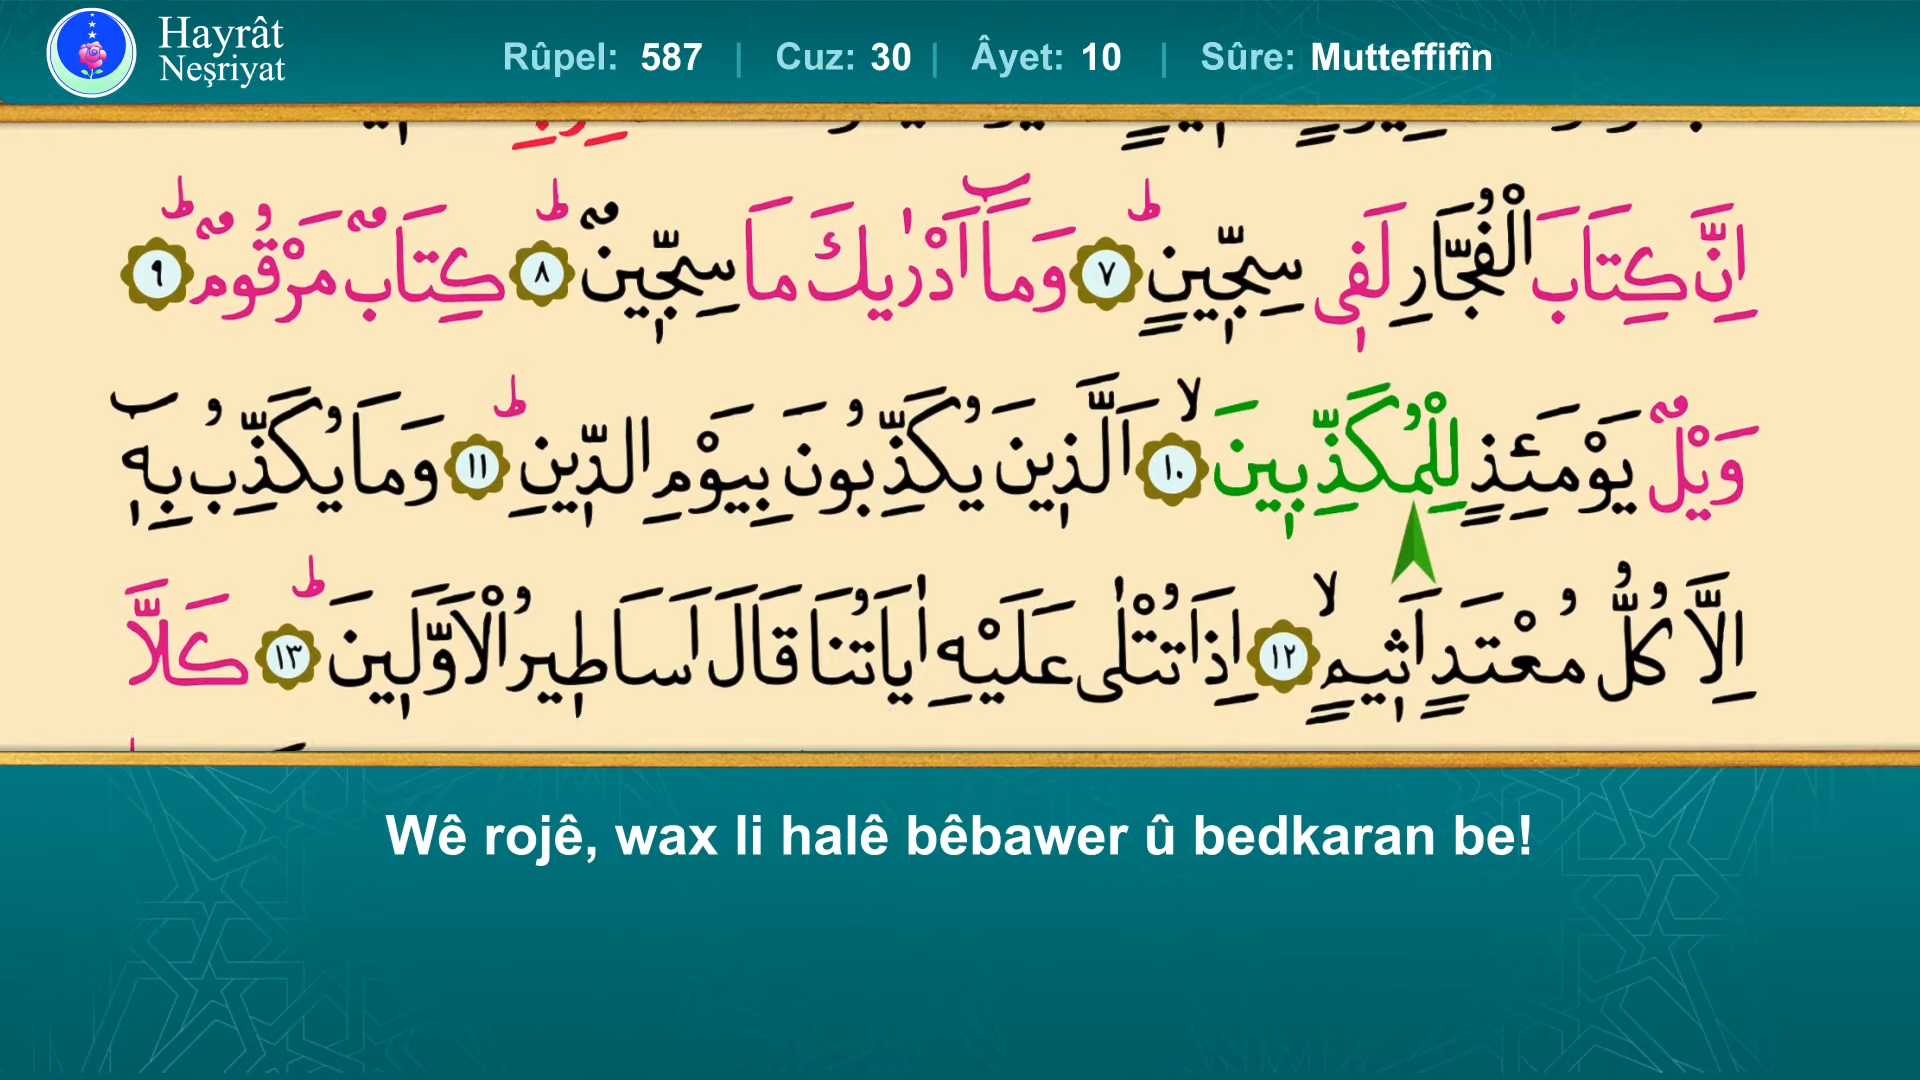 Hayrât
Neşriyat
Rûpel: 587 | Cuz: 30 | Âyet: 10 | Sûre: Mutteffifîn
اِنَّ كِتَابَ الْفُجَّارِ لَف۪ي سِجّ۪ينٍۜ ﴿٧﴾ وَمَٓا اَدْرٰيكَ مَا سِجّ۪ينٌۜ ﴿٨﴾ كِتَابٌ مَرْقُومٌۜ ﴿٩﴾
وَيْلٌ يَوْمَئِذٍ لِلْمُكَذِّب۪ينَۙ ﴿١٠﴾ اَلَّذ۪ينَ يُكَذِّبُونَ بِيَوْمِ الدّ۪ينِۜ ﴿١١﴾ وَمَا يُكَذِّبُ بِه۪ٓ
اِلَّا كُلُّ مُعْتَدٍ اَث۪يمٍۙ ﴿١٢﴾ اِذَا تُتْلٰى عَلَيْهِ اٰيَاتُنَا قَالَ اَسَاط۪يرُ الْاَوَّل۪ينَۜ ﴿١٣﴾ كَلَّا
Wê rojê, wax li halê bêbawer û bedkaran be!